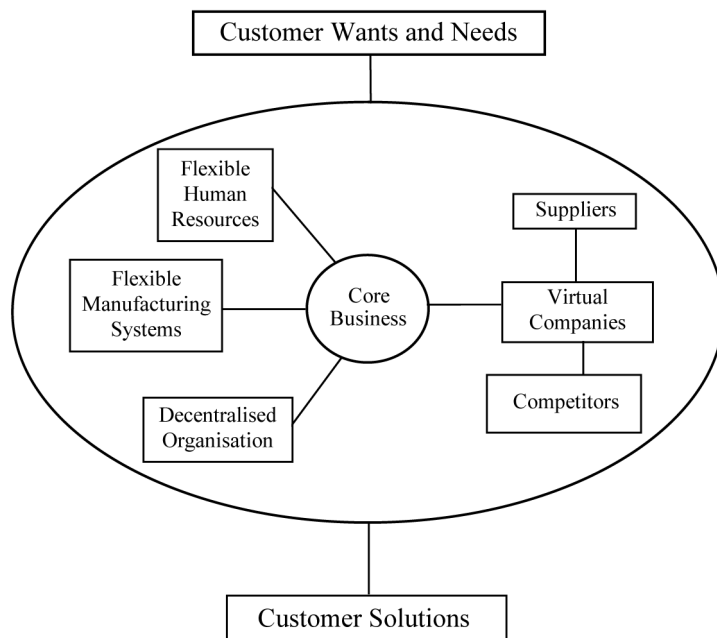 Customer Wants and Needs
Flexible
Human
Resources
Suppliers
Flexible
Manufacturing
Systems
Core
Business
Virtual
Companies
Decentralised
Organisation
Competitors
Customer Solutions